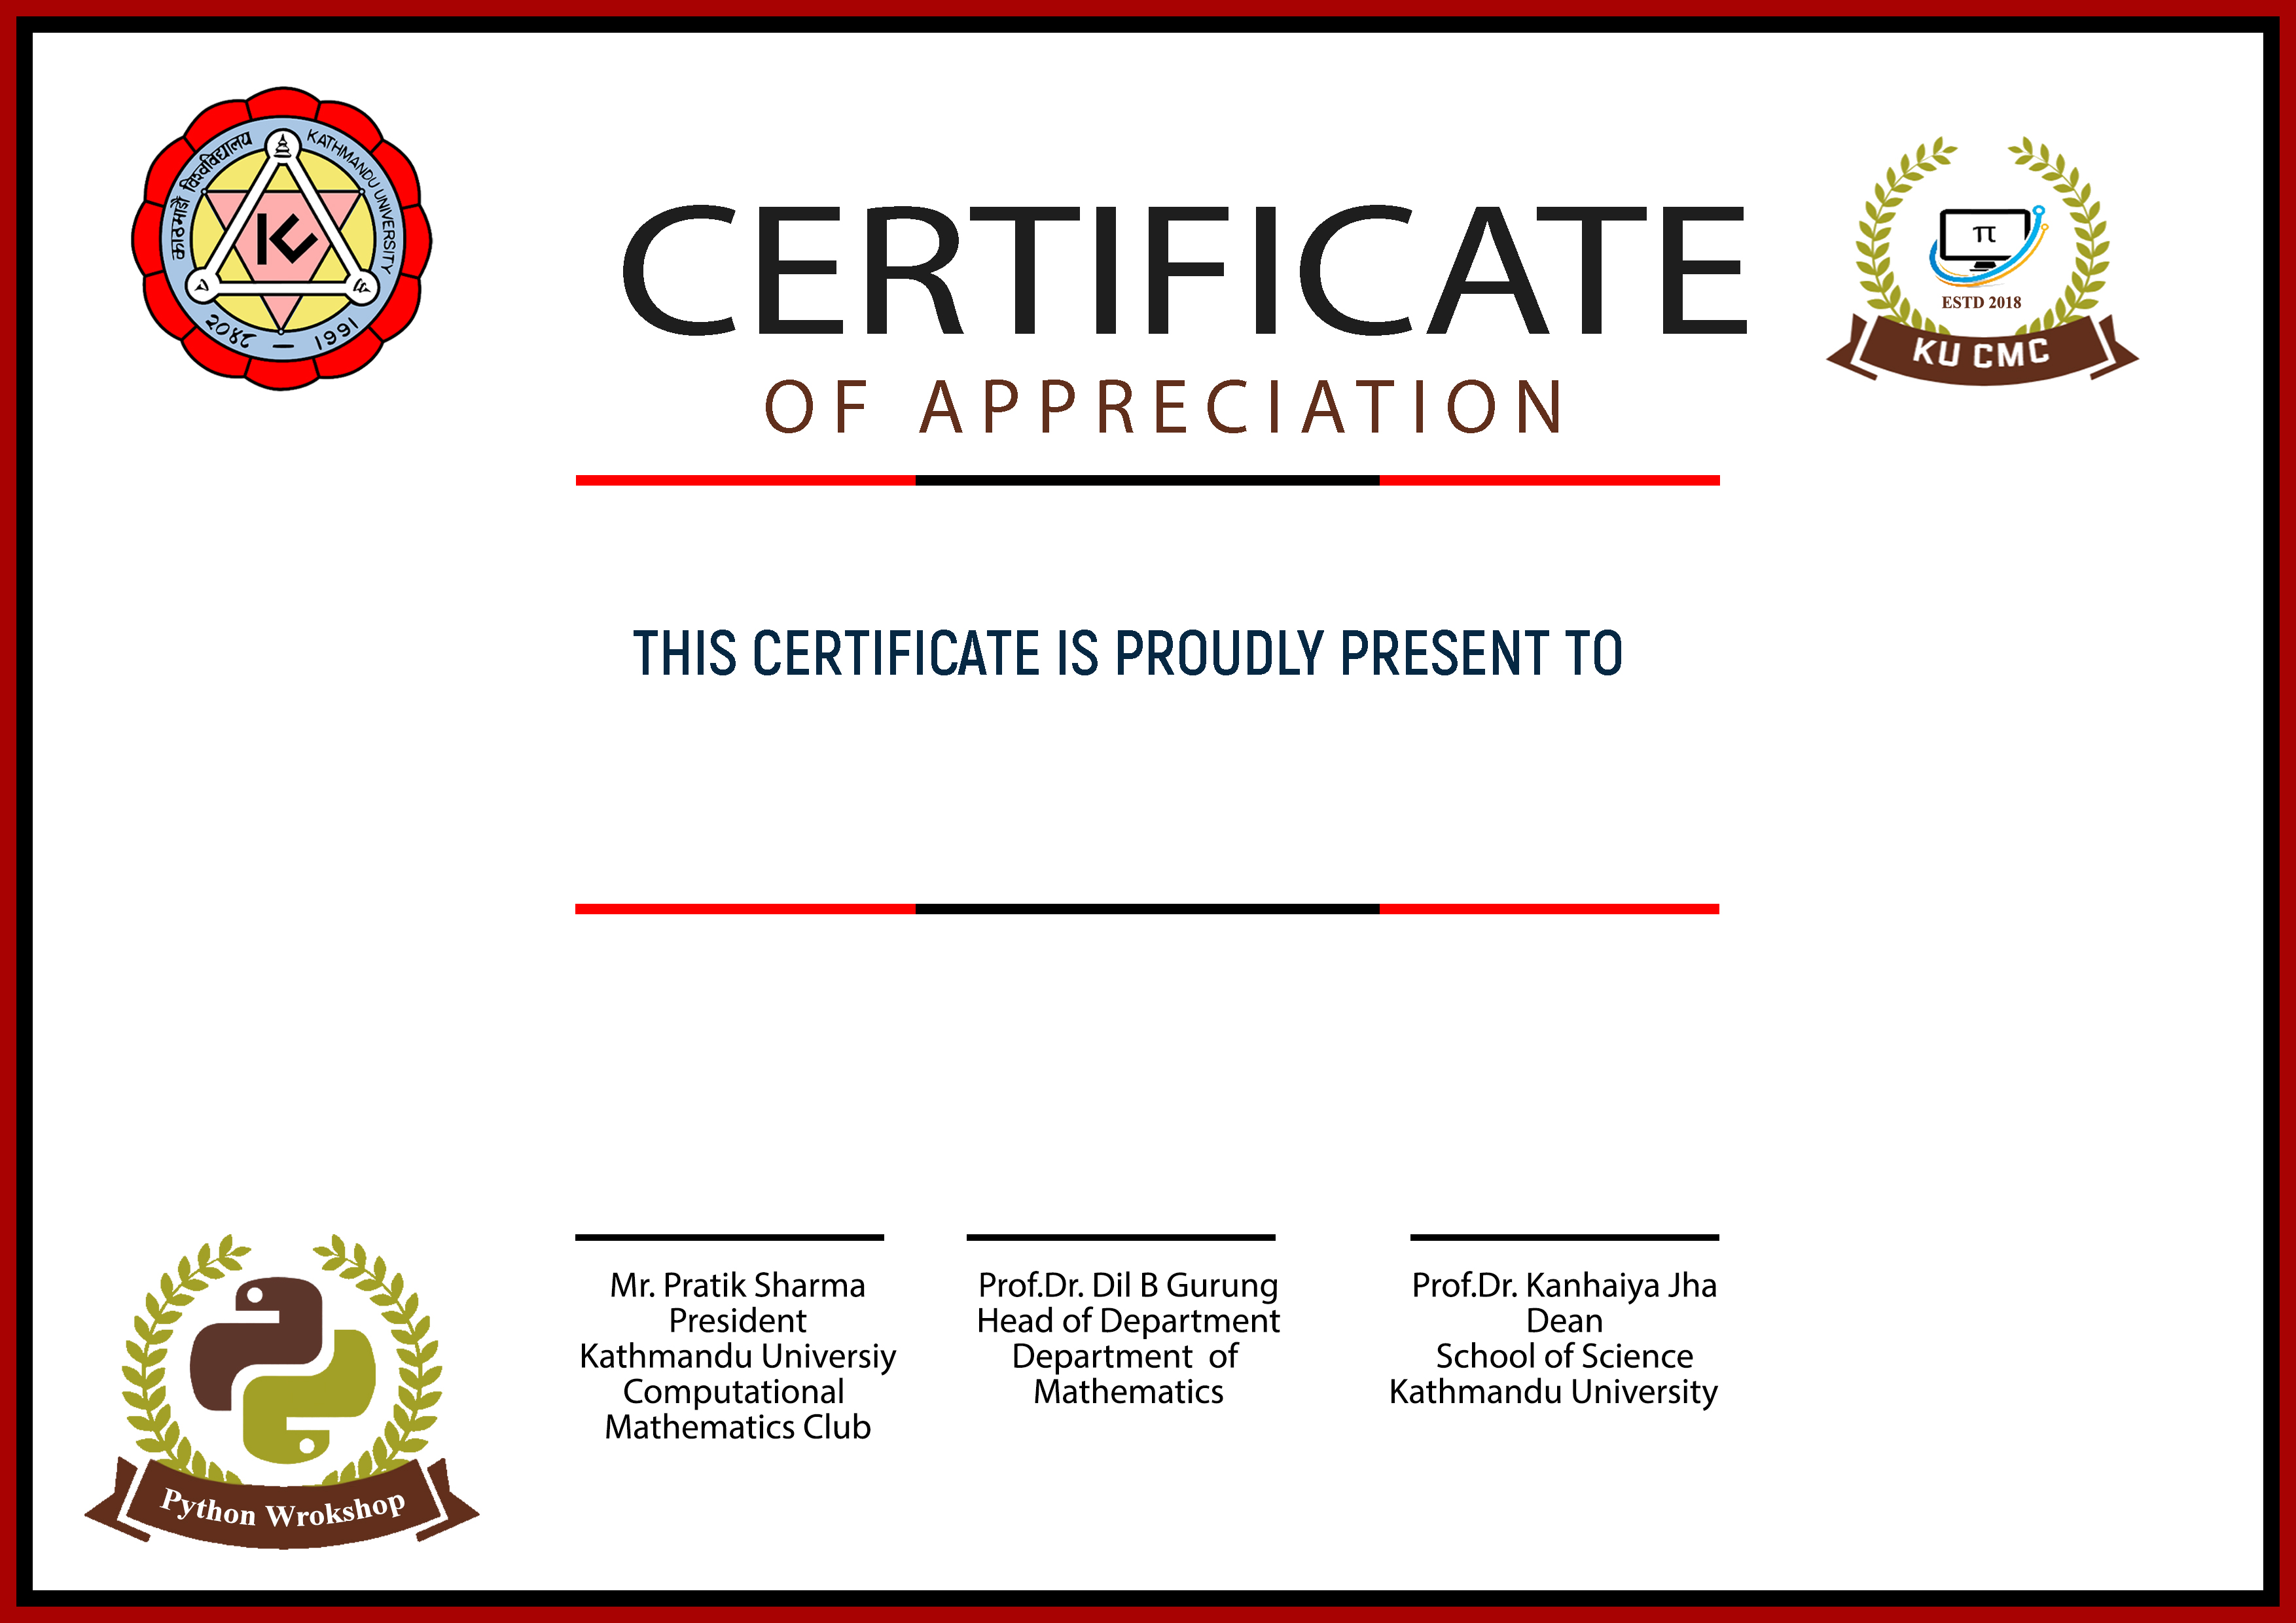 काठमाडौं विश्वविद्यालय
KATHMANDU UNIVERSITY
२०४८ — 1991
CERTIFICATE
OF APPRECIATION
π
ESTD 2018
KU CMC
THIS CERTIFICATE IS PROUDLY PRESENT TO
Mr. Pratik Sharma
President
Kathmandu Universiy
Computational
Mathematics Club
Prof.Dr. Dil B Gurung
Head of Department
Department of
Mathematics
Prof.Dr. Kanhaiya Jha
Dean
School of Science
Kathmandu University
Python Wrokshop